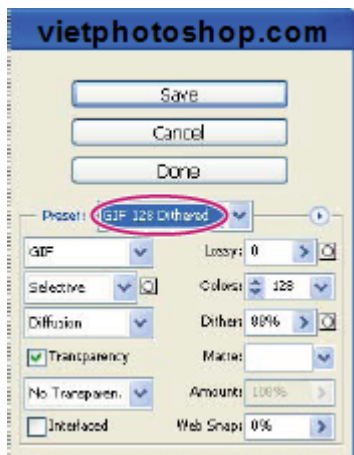 vietphotoshop.com
Save
Cancel
Done
Preset: GIF 128 Dithered
GIF Lossy: 0
Selective Colors: 128
Diffusion Dither: 88%
Transparency Matte:
No Transparen. Amount: 100%
Interlaced Web Snap: 0%